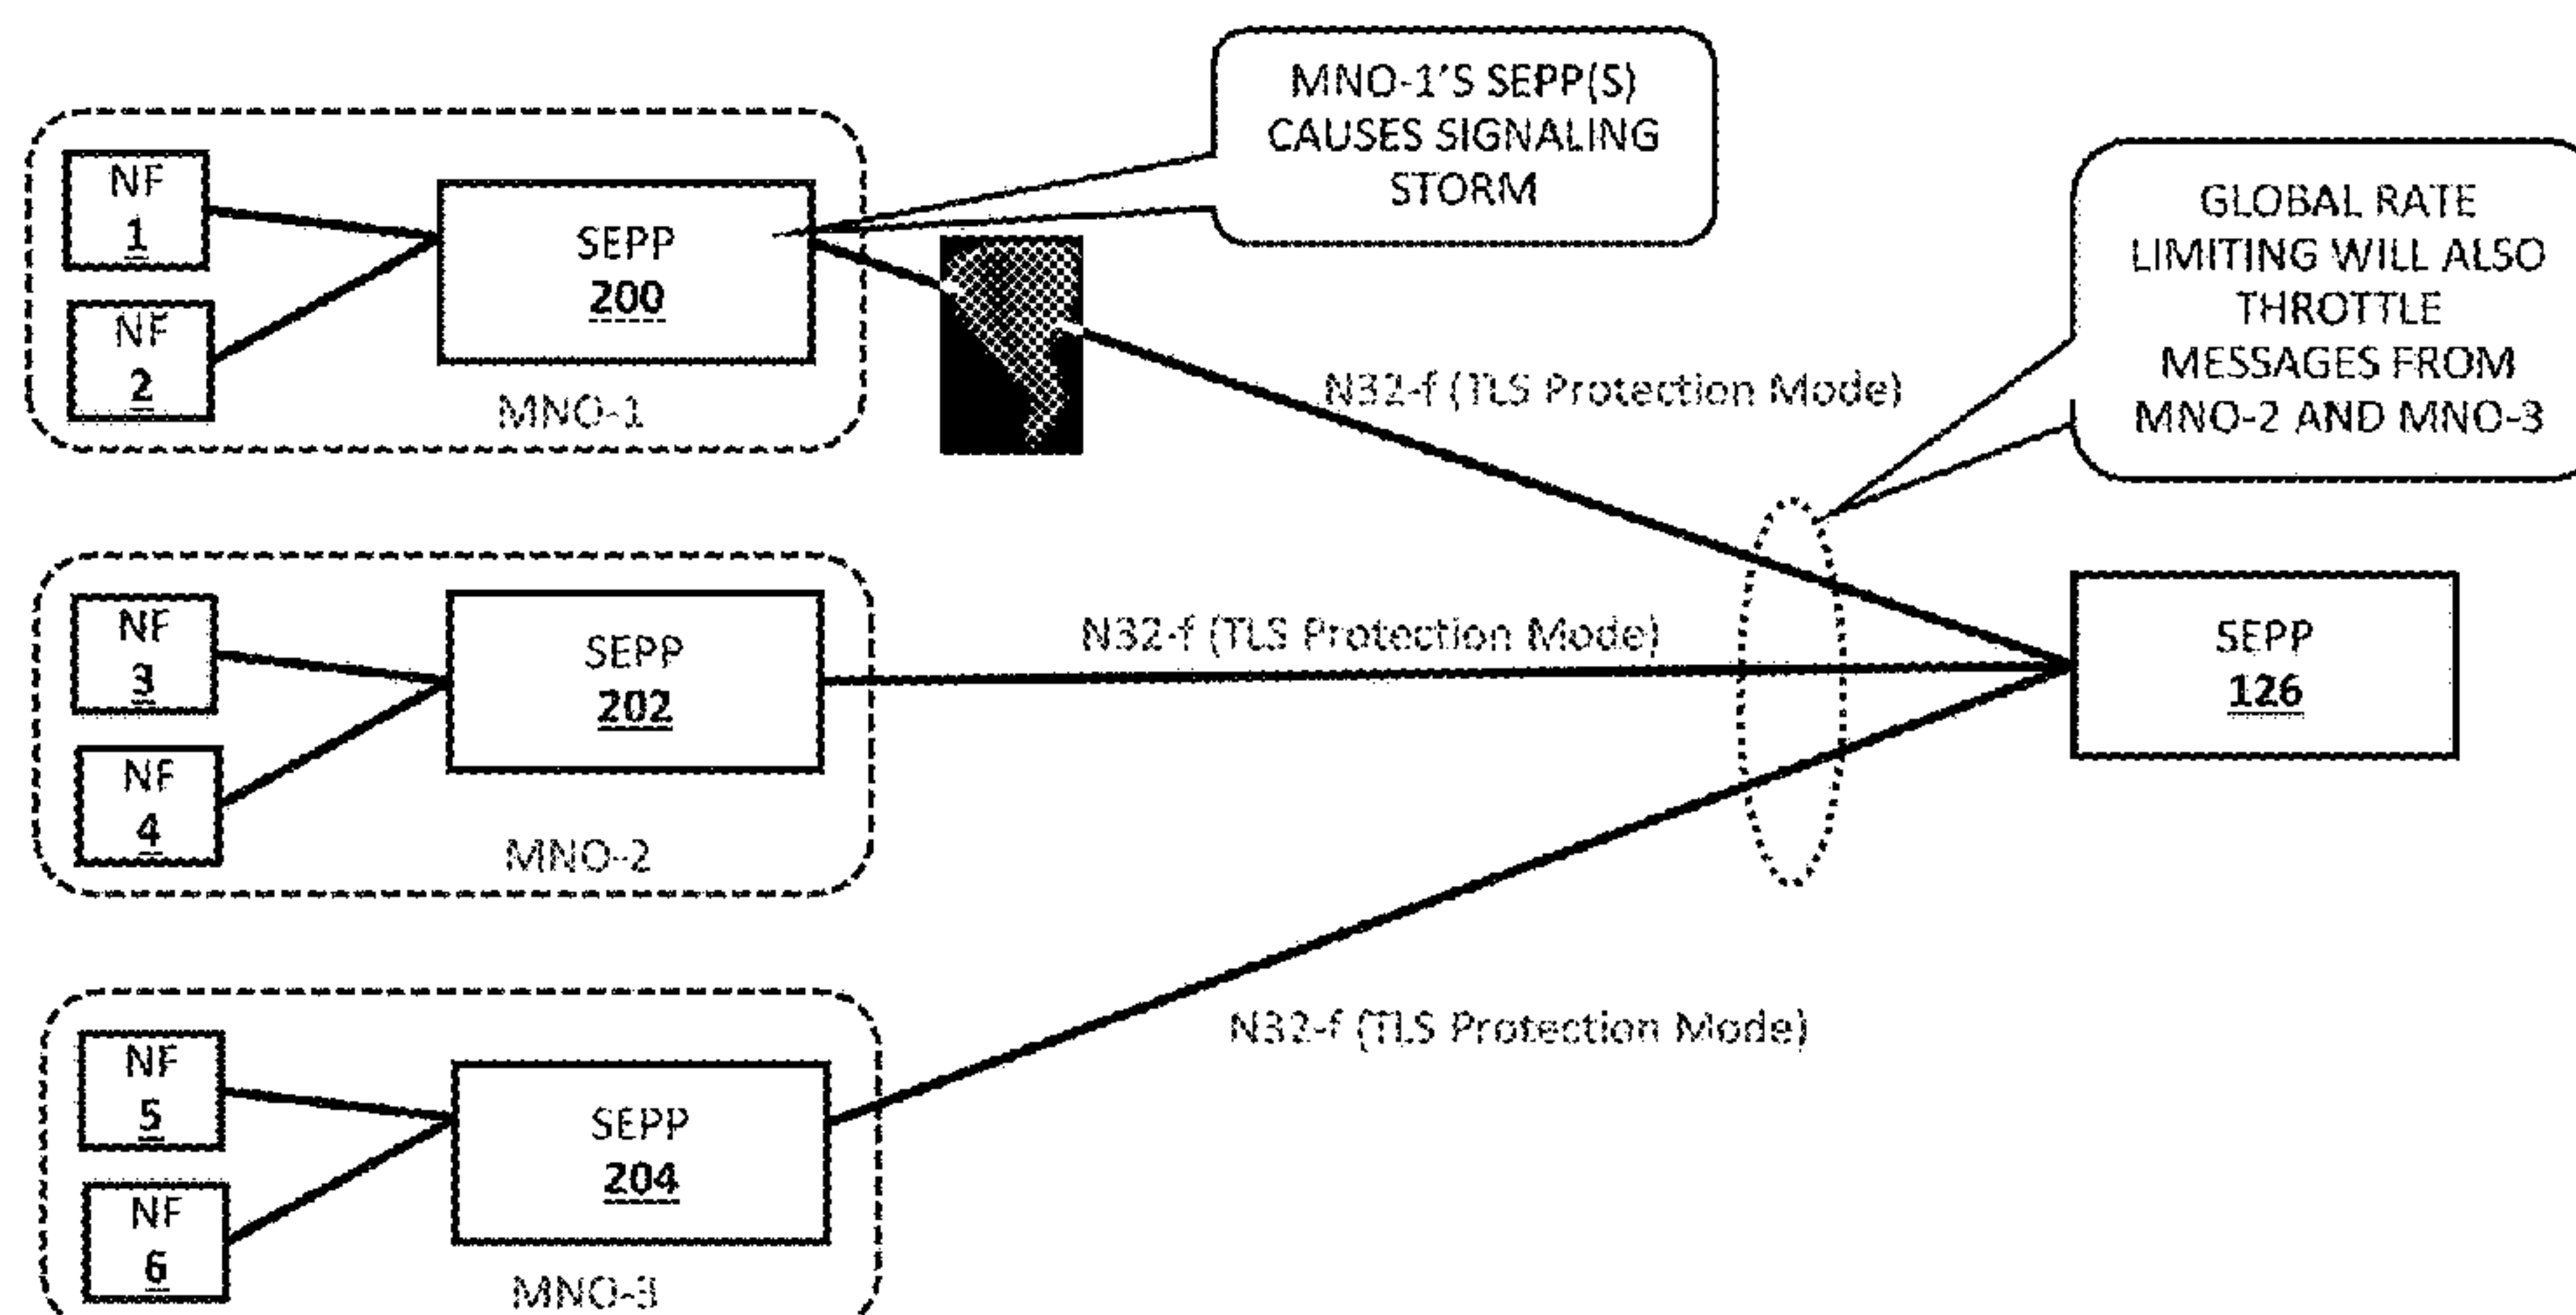 MNO-1'S SEPP(S)
CAUSES SIGNALING
STORM
GLOBAL RATE
LIMITING WILL ALSO
THROTTLE
MESSAGES FROM
MNO-2 AND MNO-3
NF
1
NF
2
SEPP
200
MNO-1
N32-f (TLS Protection Mode)
NF
3
NF
4
SEPP
202
MNO-2
N32-f (TLS Protection Mode)
SEPP
126
NF
5
NF
6
SEPP
204
MNO-3
N32-f (TLS Protection Mode)